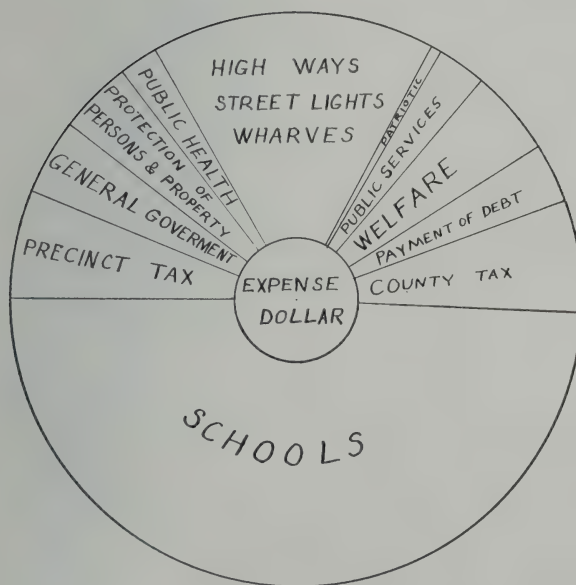 HIGH WAYS
STREET LIGHTS
WHARVES
PATRIOTIC
PUBLIC SERVICES
WELFARE
PAYMENT OF DEBT
COUNTY TAX
SCHOOLS
PRECINCT TAX
GENERAL GOVERMENT
PROTECTION OF
PERSONS & PROPERTY
PUBLIC HEALTH
EXPENSE
DOLLAR